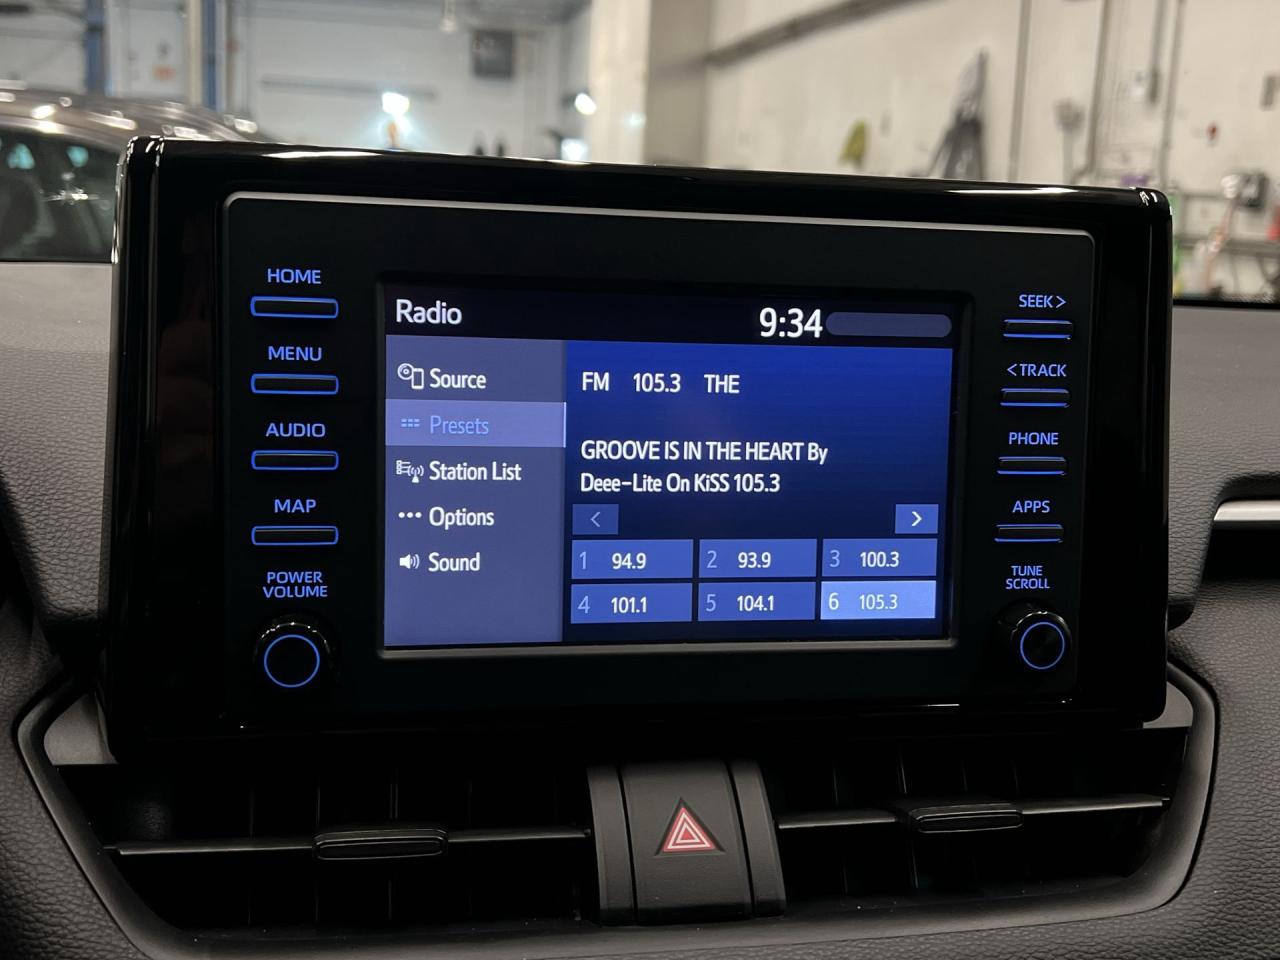 HOME
MENU
AUDIO
MAP
POWER
VOLUME
Radio
9:34
Source
Presets
Station List
Options
Sound
FM 105.3 THE
GROOVE IS IN THE HEART By
Deee-Lite On KiSS 105.3
< >
1 94.9 2 93.9 3 100.3
4 101.1 5 104.1 6 105.3
SEEK >
< TRACK
PHONE
APPS
TUNE
SCROLL